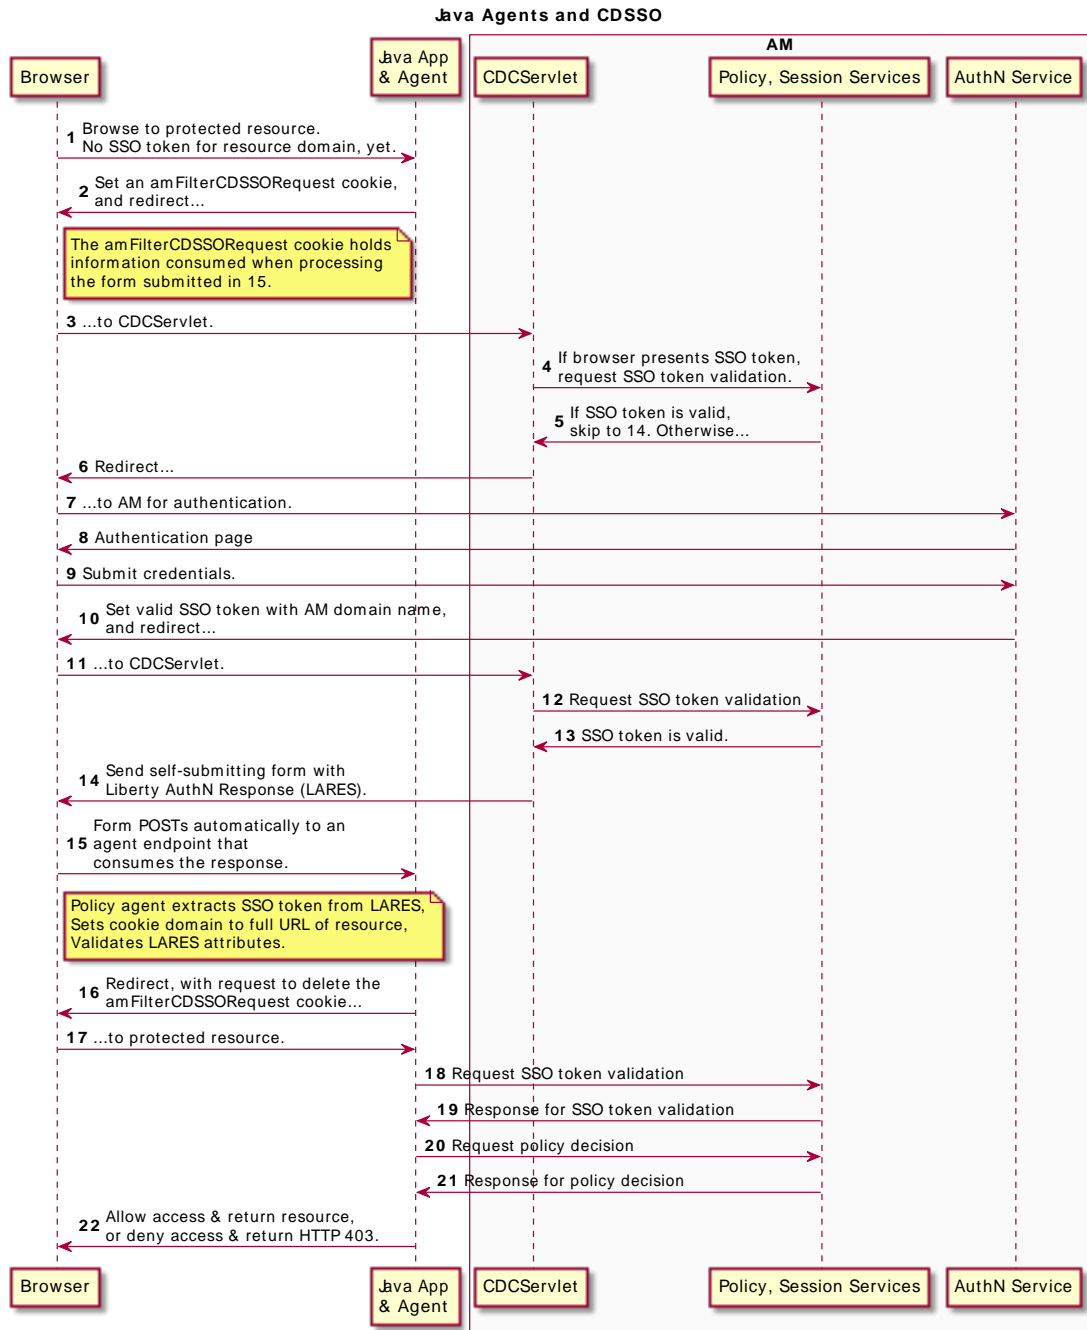 Java Agents and CDSSO
AM
Browser
Java App
& Agent
CDCServlet
Policy, Session Services
AuthN Service
1 Browse to protected resource.
No SSO token for resource domain, yet.
2 Set an amFilterCDSSORequest cookie,
and redirect...
The amFilterCDSSORequest cookie holds
information consumed when processing
the form submitted in 15.
3 ...to CDCServlet.
4 If browser presents SSO token,
request SSO token validation.
5 If SSO token is valid,
skip to 14. Otherwise...
6 Redirect...
7 ...to AM for authentication.
8 Authentication page
9 Submit credentials.
10 Set valid SSO token with AM domain name,
and redirect...
11 ...to CDCServlet.
12 Request SSO token validation
13 SSO token is valid.
14 Send self-submitting form with
Liberty AuthN Response (LARES).
15 Form POSTs automatically to an
agent endpoint that
consumes the response.
Policy agent extracts SSO token from LARES,
Sets cookie domain to full URL of resource,
Validates LARES attributes.
16 Redirect, with request to delete the
amFilterCDSSORequest cookie...
17 ...to protected resource.
18 Request SSO token validation
19 Response for SSO token validation
20 Request policy decision
21 Response for policy decision
22 Allow access & return resource,
or deny access & return HTTP 403.
Browser
Java App
& Agent
CDCServlet
Policy, Session Services
AuthN Service